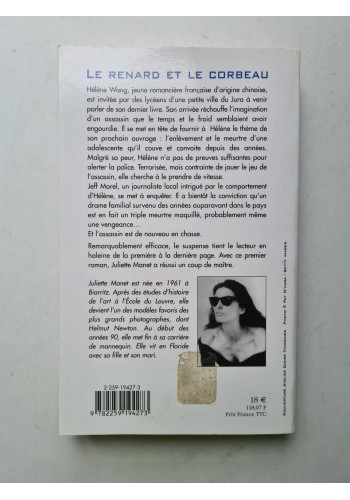 LE RENARD ET LE CORBEAU
Hélène Wang, jeune romancière française d'origine chinoise,
est invitée par des lycéens d'une petite ville du Jura à venir
parler de son dernier livre. Son arrivée réchauffe l'imagination
d'un assassin que le temps et le froid semblaient avoir
engourdie. Il se met en tête de fournir à Hélène le thème de
son prochain ouvrage : l'enlèvement et le meurtre d'une
adolescente qu'il couve et convoite depuis des années.
Malgré sa peur, Hélène n'a pas de preuves suffisantes pour
alerter la police. Terrorisée, mais contrainte de jouer le jeu de
l'assassin, elle cherche à le prendre de vitesse.
Jeff Morel, un journaliste local intrigué par le comportement
d'Hélène, se met à enquêter. Il a bientôt la conviction qu'un
drame familial survenu des années auparavant dans le pays
est en fait un triple meurtre maquillé, probablement même
une vengeance...
Et l'assassin est de nouveau en chasse.
Remarquablement efficace, le suspense tient le lecteur en
haleine de la première à la dernière page. Avec ce premier
roman, Juliette Manet a réussi un coup de maître.
Juliette Manet est née en 1961 à
Biarritz. Après des études d'histoire
de l'art à l'École du Louvre, elle
devient l'un des modèles favoris des
plus grands photographes, dont
Helmut Newton. Au début des
années 90, elle met fin à sa carrière
de mannequin. Elle vit en Floride
avec sa fille et son mari.
2-259-19427-3
9 782259 194273
18 €
118,07 F
Prix France TTC